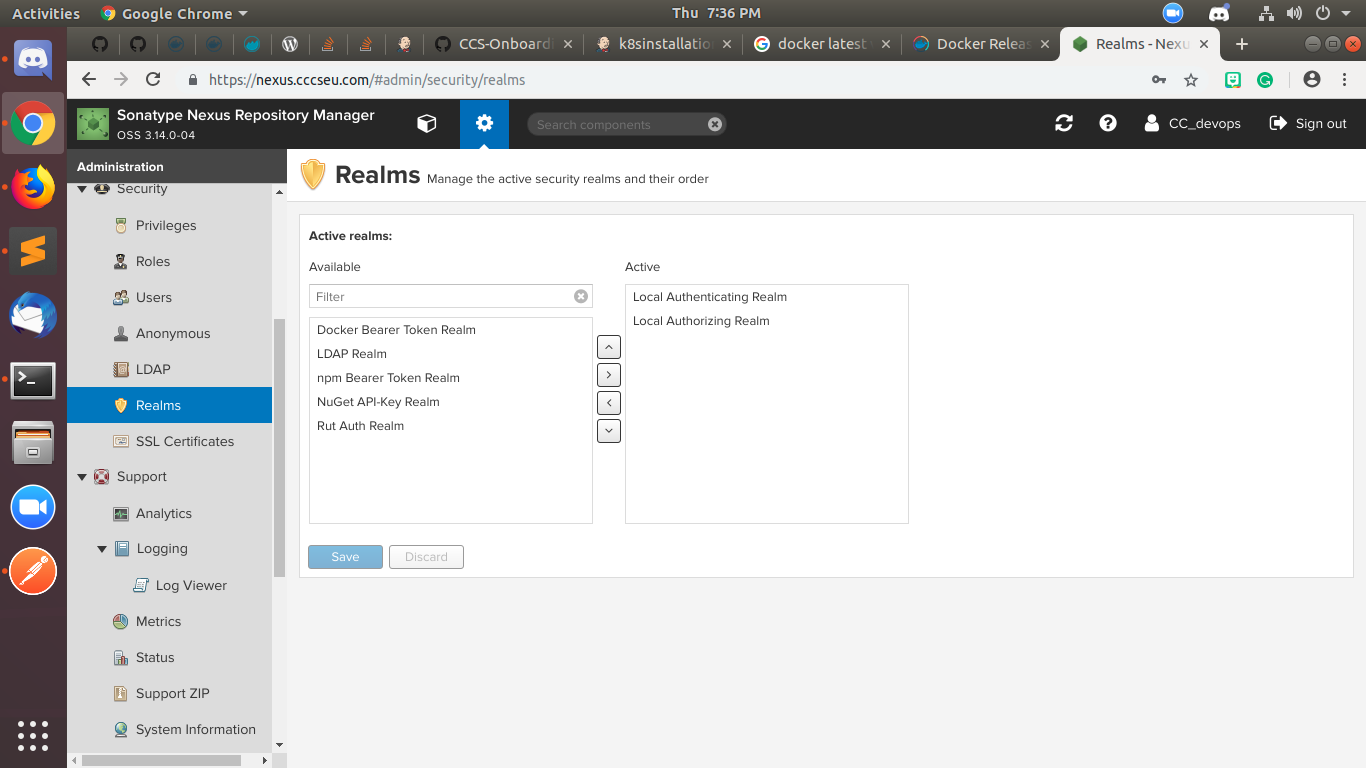 Activities
Google Chrome
Thu 7:36 PM
CCS-Onboard
k8sinstallatio
docker latest
Docker Releas
Realms - Nexu
https://nexus.cccseu.com/#admin/security/realms
Sonatype Nexus Repository Manager
OSS 3.14.0-04
Search components
CC_devops
Sign out
Administration
Security
Privileges
Roles
Users
Anonymous
LDAP
Realms
SSL Certificates
Support
Analytics
Logging
Log Viewer
Metrics
Status
Support ZIP
System Information
Realms Manage the active security realms and their order
Active realms:
Available
Filter
Docker Bearer Token Realm
LDAP Realm
npm Bearer Token Realm
NuGet API-Key Realm
Rut Auth Realm
Active
Local Authenticating Realm
Local Authorizing Realm
Save
Discard